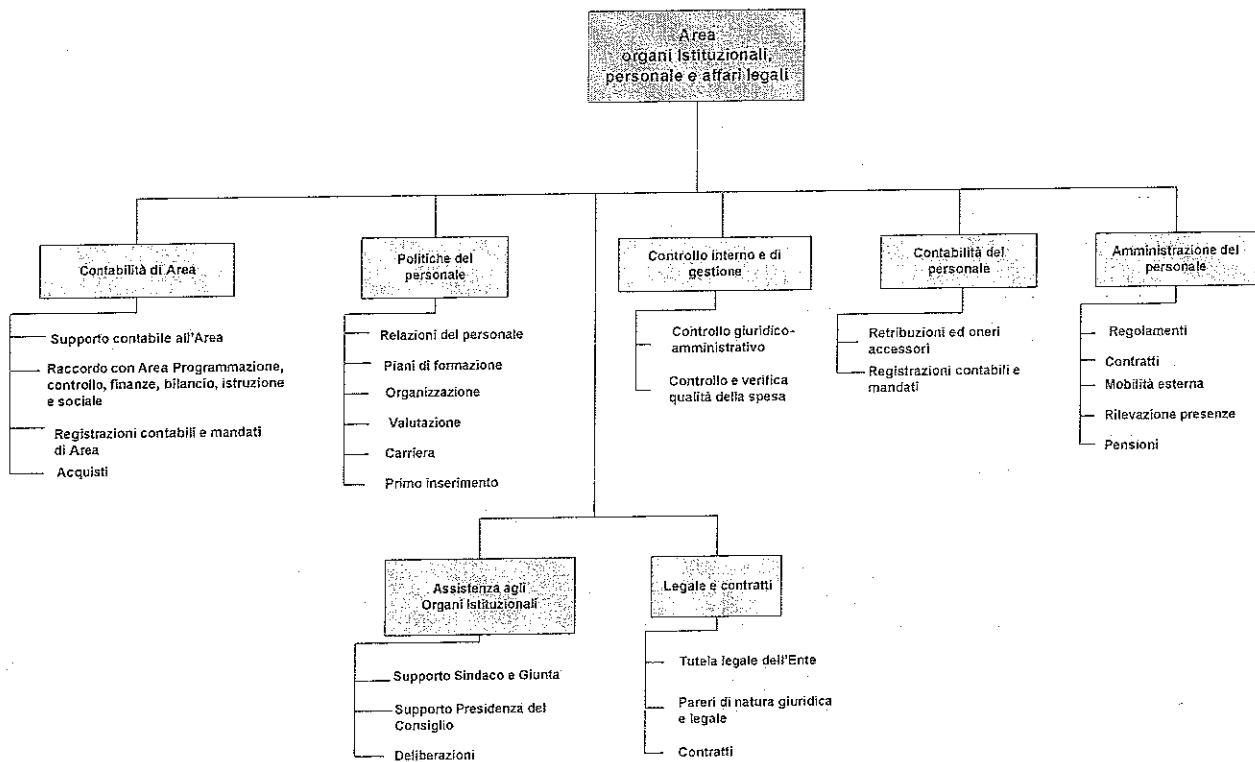 Area
organi istituzionali,
personale e affari legali
Contabilità di Area
Supporto contabile all'Area
Raccordo con Area Programmazione,
controllo, finanze, bilancio, istruzione
e sociale
Registrazioni contabili e mandati
di Area
Acquisti
Politiche del
personale
Relazioni del personale
Piani di formazione
Organizzazione
Valutazione
Carriera
Primo inserimento
Controllo interno e di
gestione
Controllo giuridico-
amministrativo
Controllo e verifica
qualità della spesa
Contabilità del
personale
Retribuzioni ed oneri
accessori
Registrazioni contabili e
mandati
Amministrazione del
personale
Regolamenti
Contratti
Mobilità esterna
Rilevazione presenze
Pensioni
Assistenza agli
Organi Istituzionali
Supporto Sindaco e Giunta
Supporto Presidenza del
Consiglio
Deliberazioni
Legale e contratti
Tutela legale dell'Ente
Pareri di natura giuridica
e legale
Contratti